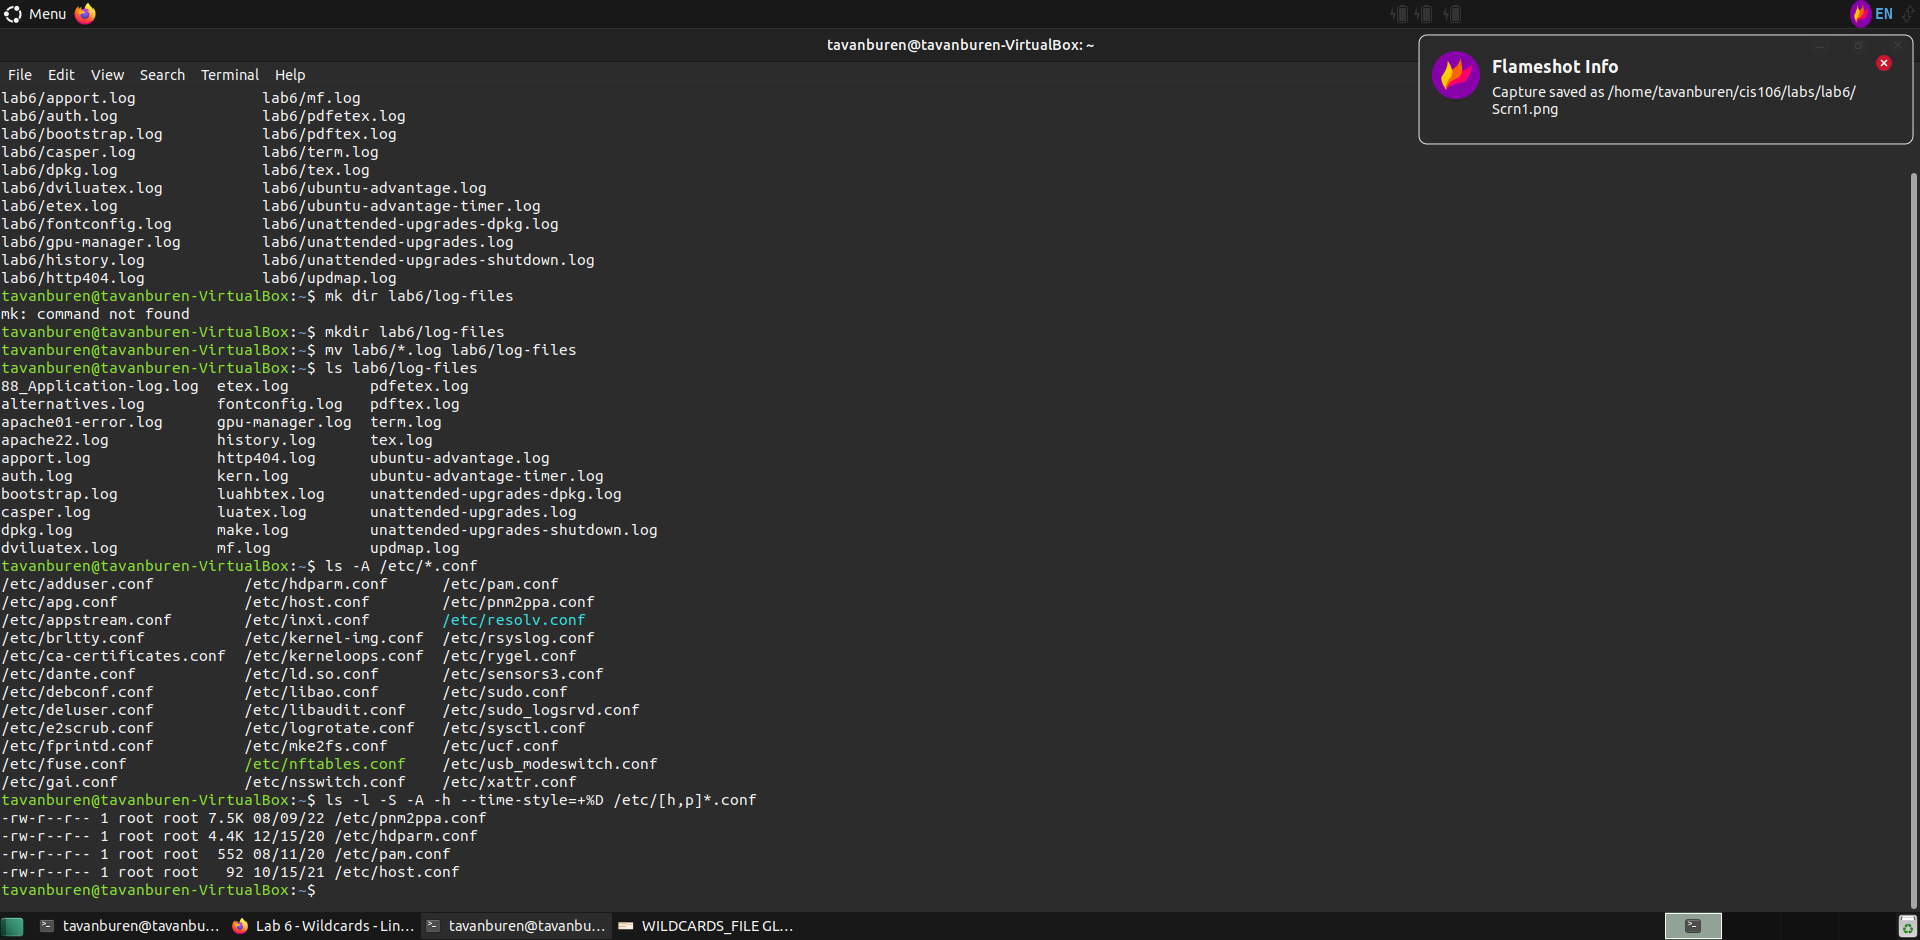 Menu
EN
tavanburen@tavanburen-VirtualBox: ~
Flameshot Info
Capture saved as /home/tavanburen/cis106/labs/lab6/
Scrn1.png
File Edit View Search Terminal Help
lab6/apport.log lab6/mf.log
lab6/auth.log lab6/pdfetex.log
lab6/bootstrap.log lab6/pdftex.log
lab6/casper.log lab6/term.log
lab6/dpkg.log lab6/tex.log
lab6/dviluatex.log lab6/ubuntu-advantage.log
lab6/etex.log lab6/ubuntu-advantage-timer.log
lab6/fontconfig.log lab6/unattended-upgrades-dpkg.log
lab6/gpu-manager.log lab6/unattended-upgrades.log
lab6/history.log lab6/unattended-upgrades-shutdown.log
lab6/http404.log lab6/updmap.log
tavanburen@tavanburen-VirtualBox:~$ mk dir lab6/log-files
mk: command not found
tavanburen@tavanburen-VirtualBox:~$ mkdir lab6/log-files
tavanburen@tavanburen-VirtualBox:~$ mv lab6/*.log lab6/log-files
tavanburen@tavanburen-VirtualBox:~$ ls lab6/log-files
88_Application-log.log etex.log pdfetex.log
alternatives.log fontconfig.log pdftex.log
apache01-error.log gpu-manager.log term.log
apache22.log history.log tex.log
apport.log http404.log ubuntu-advantage.log
auth.log kern.log ubuntu-advantage-timer.log
bootstrap.log luahbtex.log unattended-upgrades-dpkg.log
casper.log luatex.log unattended-upgrades.log
dpkg.log make.log unattended-upgrades-shutdown.log
dviluatex.log mf.log updmap.log
tavanburen@tavanburen-VirtualBox:~$ ls -A /etc/*.conf
/etc/adduser.conf /etc/hdparm.conf /etc/pam.conf
/etc/apg.conf /etc/host.conf /etc/pnm2ppa.conf
/etc/appstream.conf /etc/inxi.conf /etc/resolv.conf
/etc/brltty.conf /etc/kernel-img.conf /etc/rsyslog.conf
/etc/ca-certificates.conf /etc/kerneloops.conf /etc/rygel.conf
/etc/dante.conf /etc/ld.so.conf /etc/sensors3.conf
/etc/debconf.conf /etc/libao.conf /etc/sudo.conf
/etc/deluser.conf /etc/libaudit.conf /etc/sudo_logsrvd.conf
/etc/e2scrub.conf /etc/logrotate.conf /etc/sysctl.conf
/etc/fprintd.conf /etc/mke2fs.conf /etc/ucf.conf
/etc/fuse.conf /etc/nftables.conf /etc/usb_modeswitch.conf
/etc/gai.conf /etc/nsswitch.conf /etc/xattr.conf
tavanburen@tavanburen-VirtualBox:~$ ls -l -S -A -h --time-style=+%D /etc/[h,p]*.conf
-rw-r--r-- 1 root root 7.5K 08/09/22 /etc/pnm2ppa.conf
-rw-r--r-- 1 root root 4.4K 12/15/20 /etc/hdparm.conf
-rw-r--r-- 1 root root 552 08/11/20 /etc/pam.conf
-rw-r--r-- 1 root root 92 10/15/21 /etc/host.conf
tavanburen@tavanburen-VirtualBox:~$
tavanburen@tavanbu... Lab 6 - Wildcards - Lin... tavanburen@tavanbu... WILDCARDS_FILE GL...